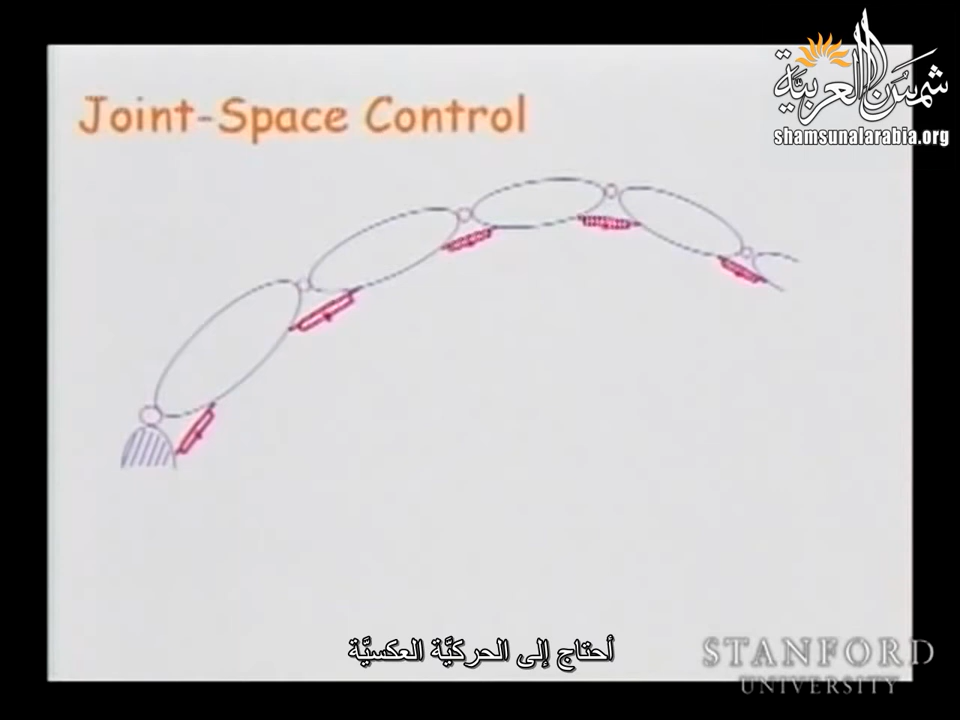 شمس العربية
shamsunalarabia.org
Joint-Space Control
أحتاج إلى الحركيَّة العكسيَّة
STANFORD
UNIVERSITY